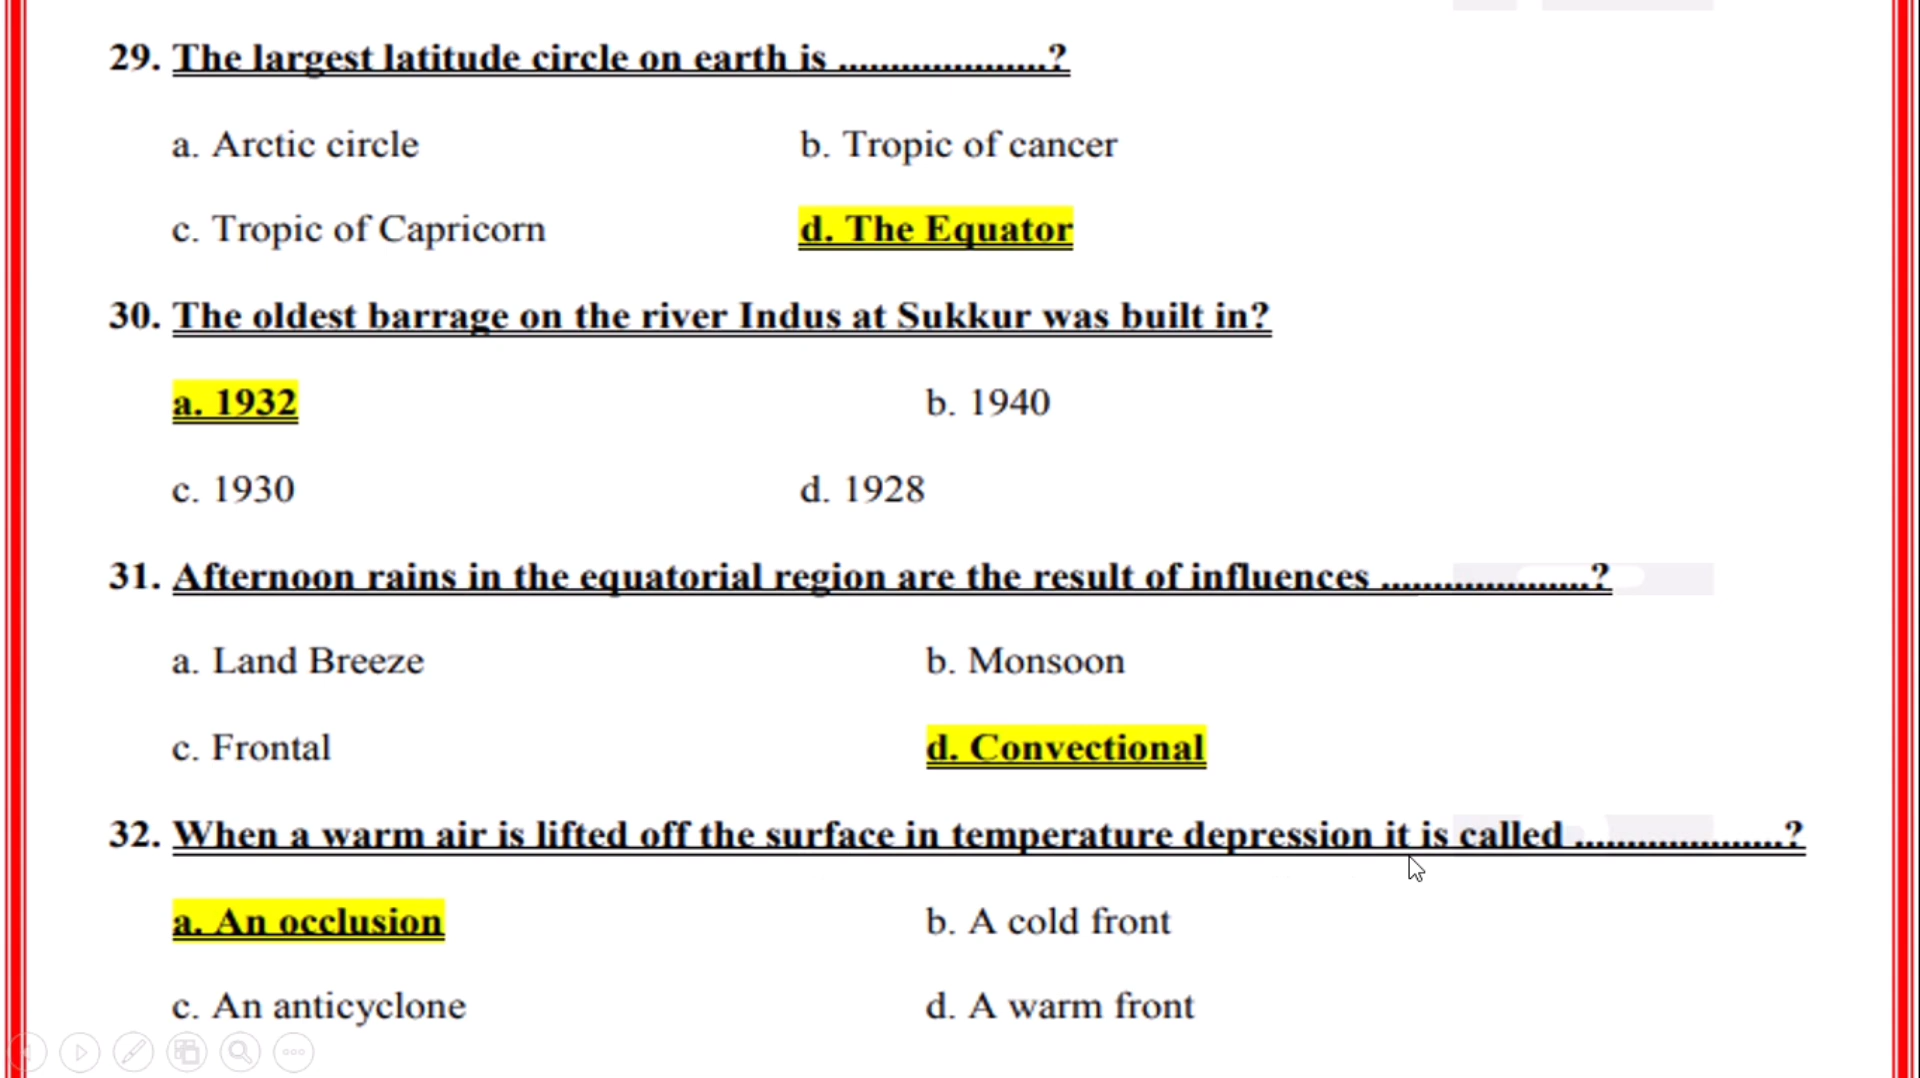 29. The largest latitude circle on earth is ....................?
a. Arctic circle b. Tropic of cancer
c. Tropic of Capricorn d. The Equator
30. The oldest barrage on the river Indus at Sukkur was built in?
a. 1932 b. 1940
c. 1930 d. 1928
31. Afternoon rains in the equatorial region are the result of influences ....................?
a. Land Breeze b. Monsoon
c. Frontal d. Convectional
32. When a warm air is lifted off the surface in temperature depression it is called ....................?
a. An occlusion b. A cold front
c. An anticyclone d. A warm front